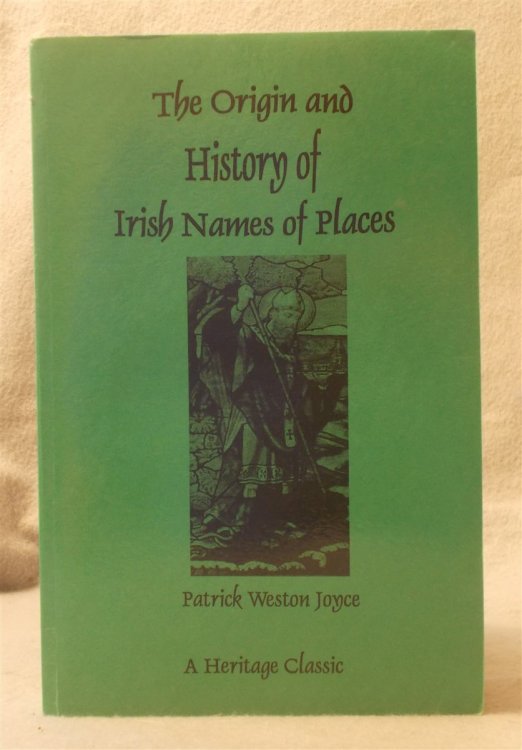 The Origin and
History of
Irish Names of Places
Patrick Weston Joyce
A Heritage Classic